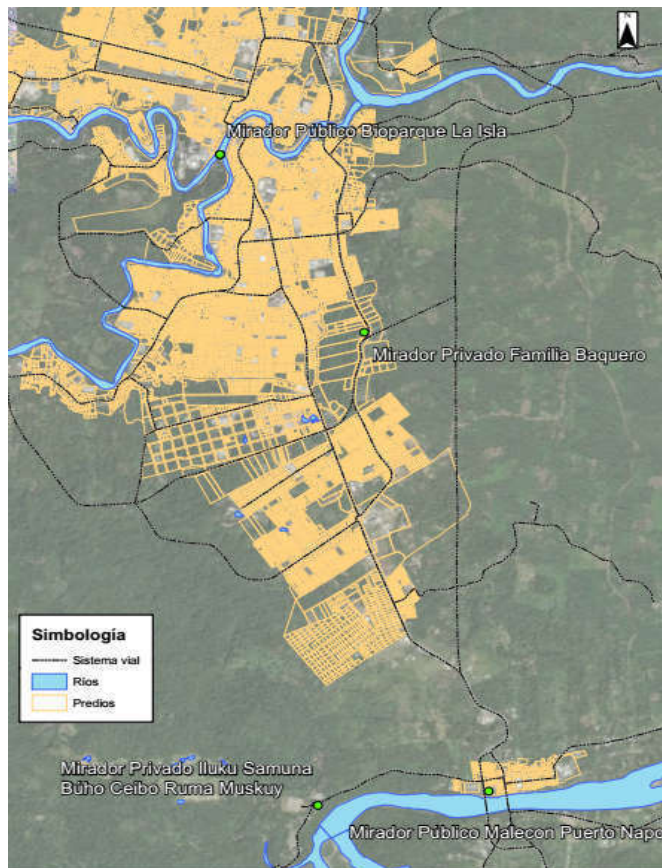 N
Mirador Público Bioparque La Isla
Mirador Privado Familia Baquero
Simbología
Sistema vial
Ríos
Predios
Mirador Privado Iluku Samuna
Búho Ceibo Ruma Muskuy
Mirador Público Malecon Puerto Napo